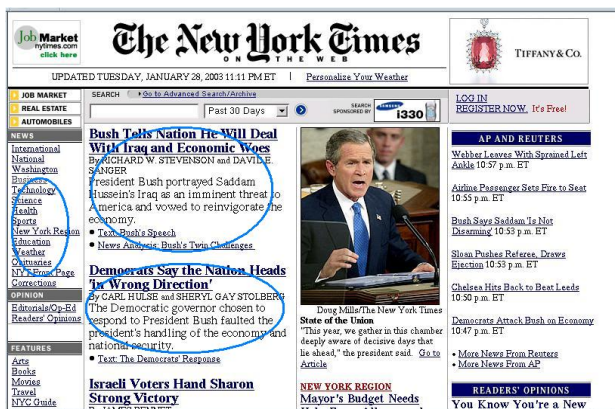 Job Market
nytimes.com
click here
The New York Times
ON THE WEB
TIFFANY & CO.
UPDATED TUESDAY, JANUARY 28, 2003 11:11 PM ET | Personalize Your Weather
JOB MARKET
REAL ESTATE
AUTOMOBILES
SEARCH Go to Advanced Search/Archive
Past 30 Days
SEARCH SPONSORED BY
SAMSUNG
i330
LOG IN
REGISTER NOW. It's Free!
NEWS
International
National
Washington
Business
Technology
Science
Health
Sports
New York Region
Education
Weather
Obituaries
NYT Front Page
Corrections
OPINION
Editorials/Op-Ed
Readers' Opinions
FEATURES
Arts
Books
Movies
Travel
NYC Guide
Bush Tells Nation He Will Deal
With Iraq and Economic Woes
By RICHARD W. STEVENSON and DAVID E.
SANGER
President Bush portrayed Saddam
Hussein's Iraq as an imminent threat to
America and vowed to reinvigorate the
economy.
• Text: Bush's Speech
• News Analysis: Bush's Twin Challenges
Democrats Say the Nation Heads
'in Wrong Direction'
By CARL HULSE and SHERYL GAY STOLBERG
The Democratic governor chosen to
respond to President Bush faulted the
president's handling of the economy and
national security.
• Text: The Democrats' Response
Israeli Voters Hand Sharon
Strong Victory
By JAMES BENNET
Doug Mills/The New York Times
State of the Union
"This year, we gather in this chamber
deeply aware of decisive days that
lie ahead," the president said. Go to
Article
NEW YORK REGION
Mayor's Budget Needs
AP AND REUTERS
Webber Leaves With Sprained Left
Ankle 10:57 p.m. ET
Airline Passenger Sets Fire to Seat
10:55 p.m. ET
Bush Says Saddam 'Is Not
Disarming' 10:53 p.m. ET
Sloan Pushes Referee, Draws
Ejection 10:53 p.m. ET
Chelsea Hits Back to Beat Leeds
10:50 p.m. ET
Democrats Attack Bush on Economy
10:47 p.m. ET
• More News From Reuters
• More News From AP
READERS' OPINIONS
You Know You're a New